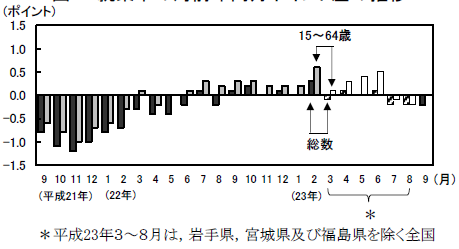 (ポイント)
1.5
1.0
0.5
0.0
-0.5
-1.0
-1.5
15～64歳
総数
9 10 11 12 1 2 3 4 5 6 7 8 9 10 11 12 1 2 3 4 5 6 7 8 9 (月)
(平成21年) (22年) (23年)
＊
＊平成23年3～8月は，岩手県，宮城県及び福島県を除く全国